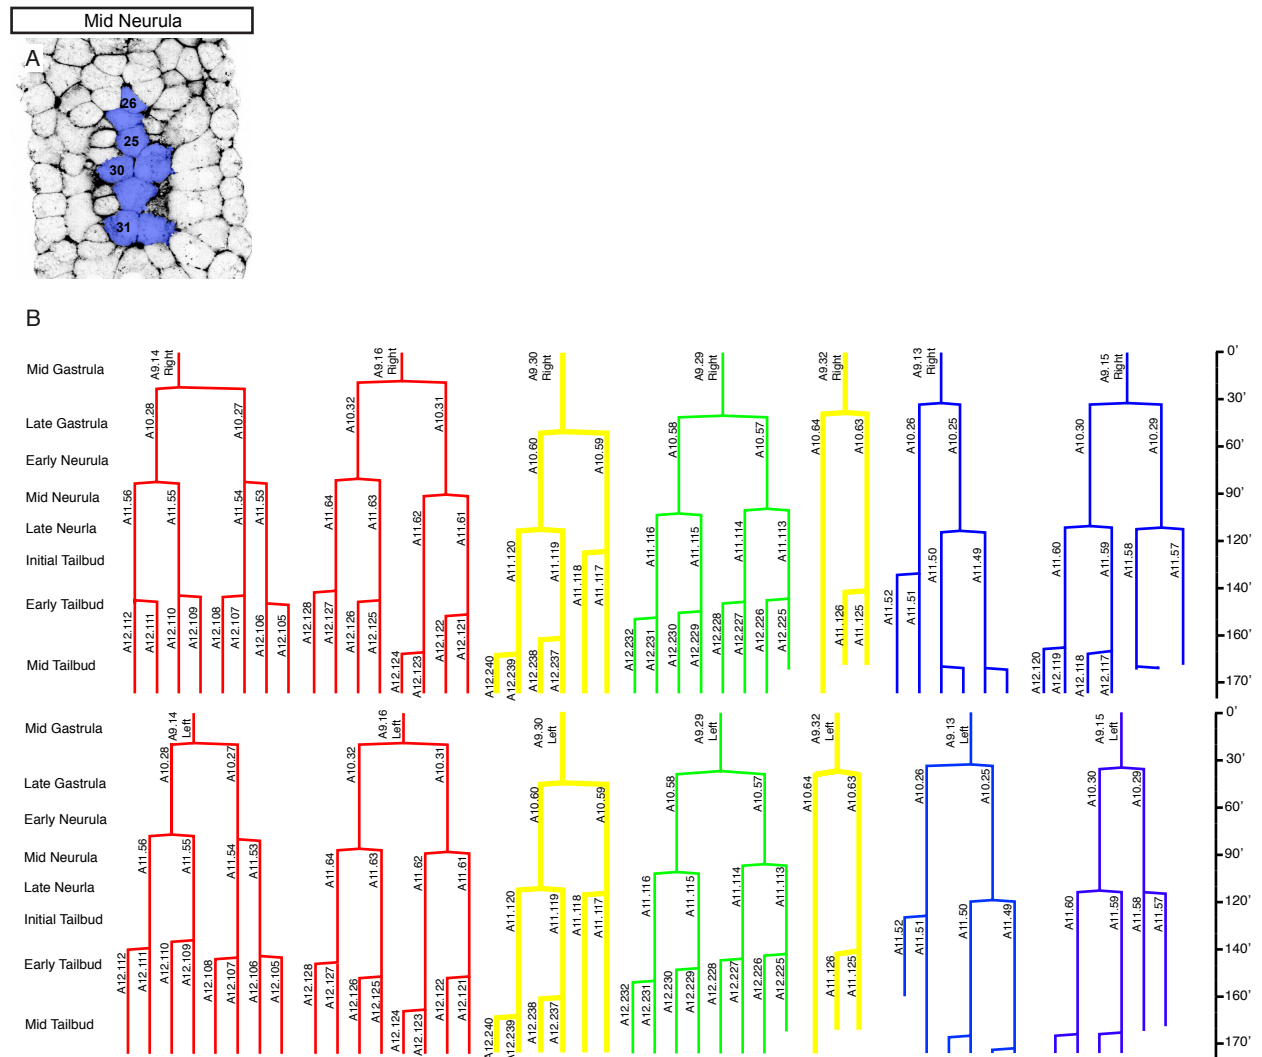 Mid Neurula
A
26
25
30
31
B
Mid Gastrula
Late Gastrula
Early Neurula
Mid Neurula
Late Neurla
Initial Tailbud
Early Tailbud
Mid Tailbud
A9.14
Right
A10.28
A10.27
A11.56
A11.55
A11.54
A11.53
A12.112
A12.111
A12.110
A12.109
A12.108
A12.107
A12.106
A12.105
A9.16
Right
A10.32
A10.31
A11.64
A11.63
A11.62
A11.61
A12.128
A12.127
A12.126
A12.125
A12.124
A12.123
A12.122
A12.121
A9.30
Right
A10.60
A10.59
A11.120
A11.119
A11.118
A11.117
A12.240
A12.239
A12.238
A12.237
A9.29
Right
A10.58
A10.57
A11.116
A11.115
A11.114
A11.113
A12.232
A12.231
A12.230
A12.229
A12.228
A12.227
A12.226
A12.225
A9.32
Right
A10.64
A10.63
A11.126
A11.125
A9.13
Right
A10.26
A10.25
A11.52
A11.51
A11.50
A11.49
A9.15
Right
A10.30
A10.29
A11.60
A11.59
A11.58
A11.57
A12.120
A12.119
A12.118
A12.117
0'
30'
60'
90'
120'
140'
160'
170'
Mid Gastrula
Late Gastrula
Early Neurula
Mid Neurula
Late Neurla
Initial Tailbud
Early Tailbud
Mid Tailbud
A9.14
Left
A10.28
A10.27
A11.56
A11.55
A11.54
A11.53
A12.112
A12.111
A12.110
A12.109
A12.108
A12.107
A12.106
A12.105
A9.16
Left
A10.32
A10.31
A11.64
A11.63
A11.62
A11.61
A12.128
A12.127
A12.126
A12.125
A12.124
A12.123
A12.122
A12.121
A9.30
Left
A10.60
A10.59
A11.120
A11.119
A11.118
A11.117
A12.240
A12.239
A12.238
A12.237
A9.29
Left
A10.58
A10.57
A11.116
A11.115
A11.114
A11.113
A12.232
A12.231
A12.230
A12.229
A12.228
A12.227
A12.226
A12.225
A9.32
Left
A10.64
A10.63
A11.126
A11.125
A9.13
Left
A10.26
A10.25
A11.52
A11.51
A11.50
A11.49
A9.15
Left
A10.30
A10.29
A11.60
A11.59
A11.58
A11.57
0'
30'
60'
90'
120'
140'
160'
170'